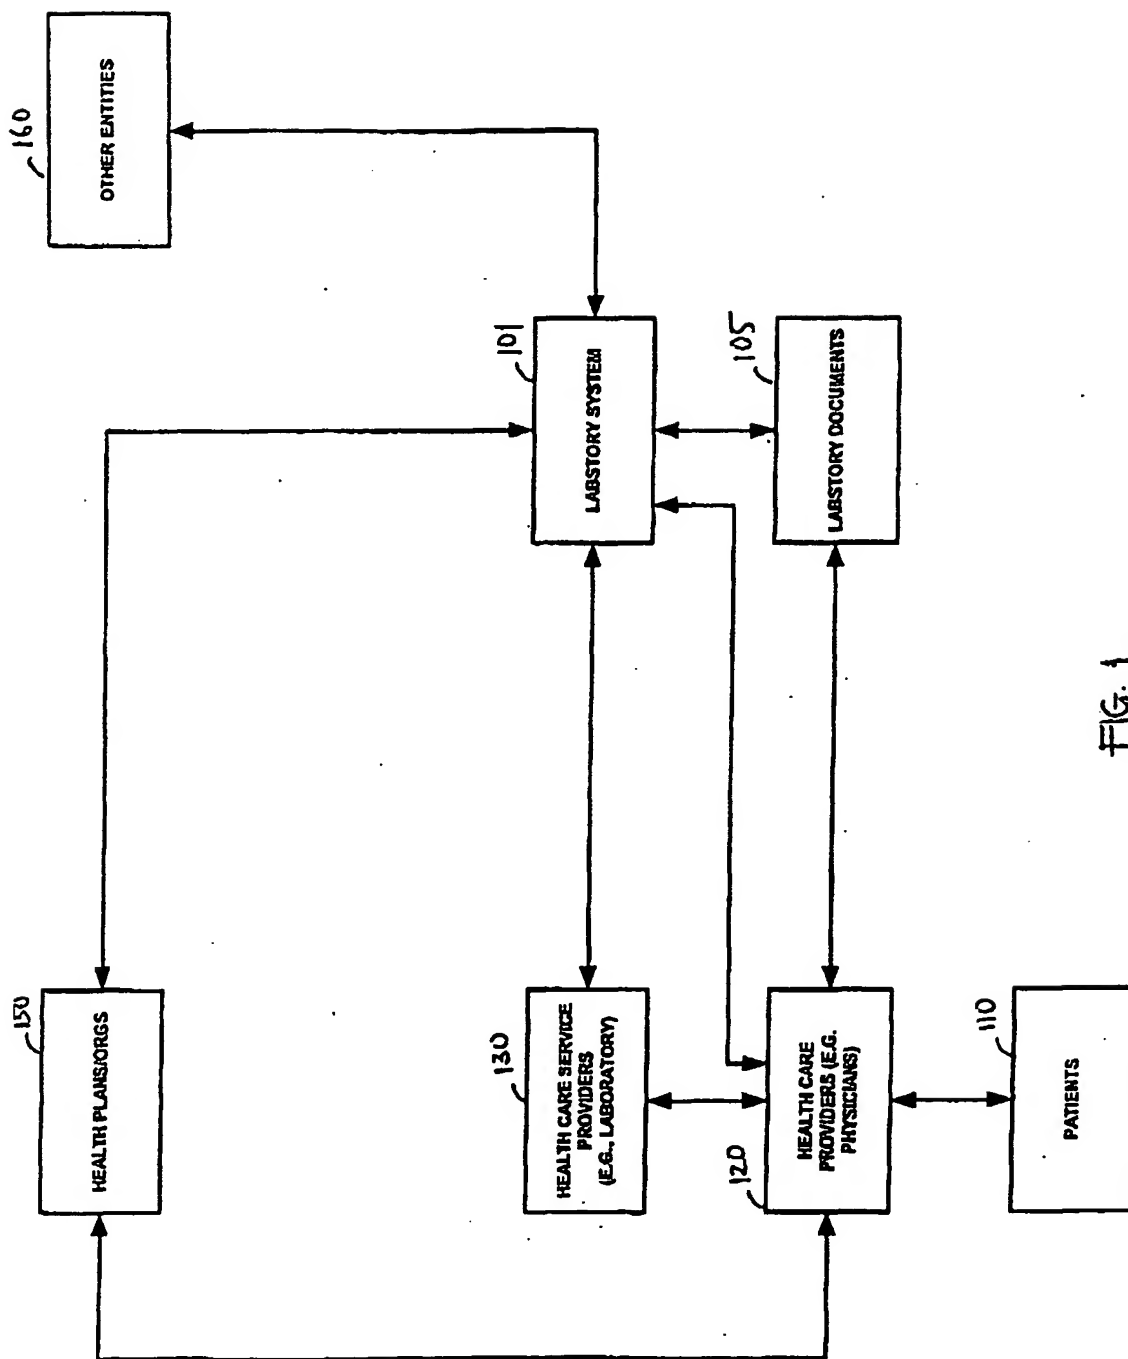 160
OTHER ENTITIES
101
LABSTORY SYSTEM
105
LABSTORY DOCUMENTS
150
HEALTH PLANS/ORGS
130
HEALTH CARE SERVICE
PROVIDERS
(E.G., LABORATORY)
120
HEALTH CARE
PROVIDERS (E.G.
PHYSICIANS)
110
PATIENTS
FIG. 1